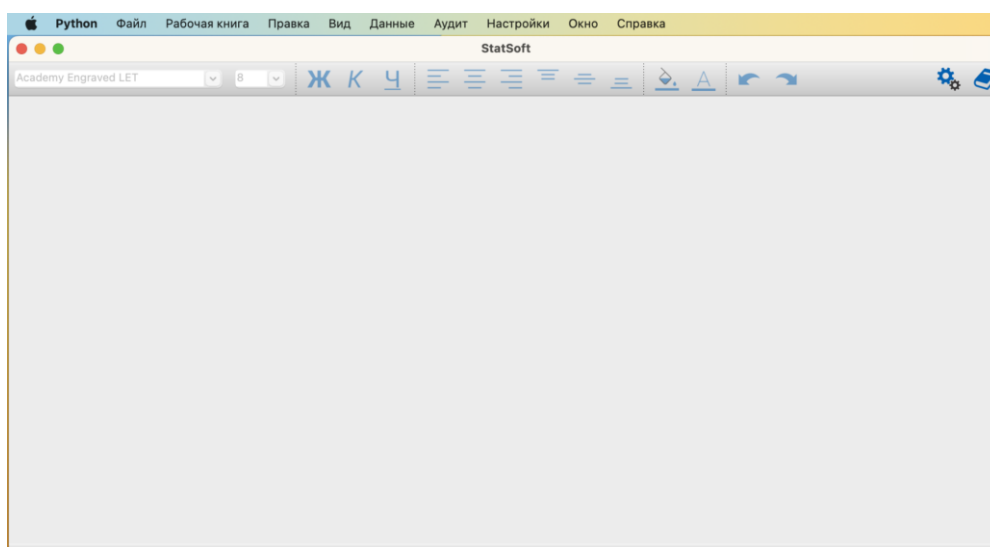 Python Файл Рабочая книга Правка Вид Данные Аудит Настройки Окно Справка
StatSoft
Academy Engraved LET 8 Ж К Ч A